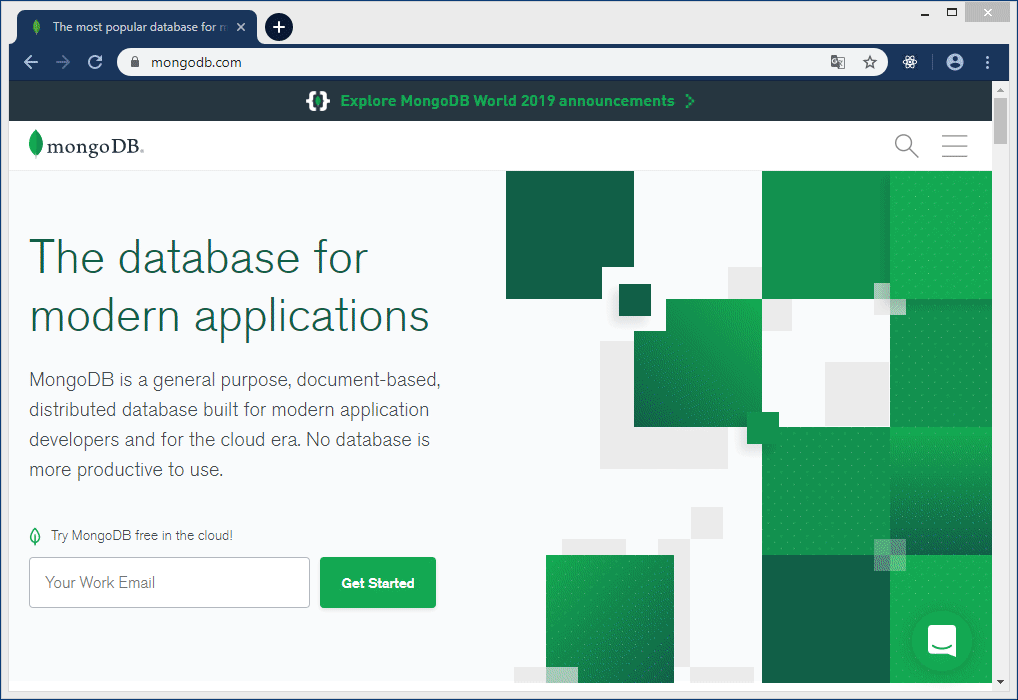 The most popular database for m
mongodb.com
Explore MongoDB World 2019 announcements
mongoDB®
The database for
modern applications
MongoDB is a general purpose, document-based,
distributed database built for modern application
developers and for the cloud era. No database is
more productive to use.
Try MongoDB free in the cloud!
Your Work Email
Get Started